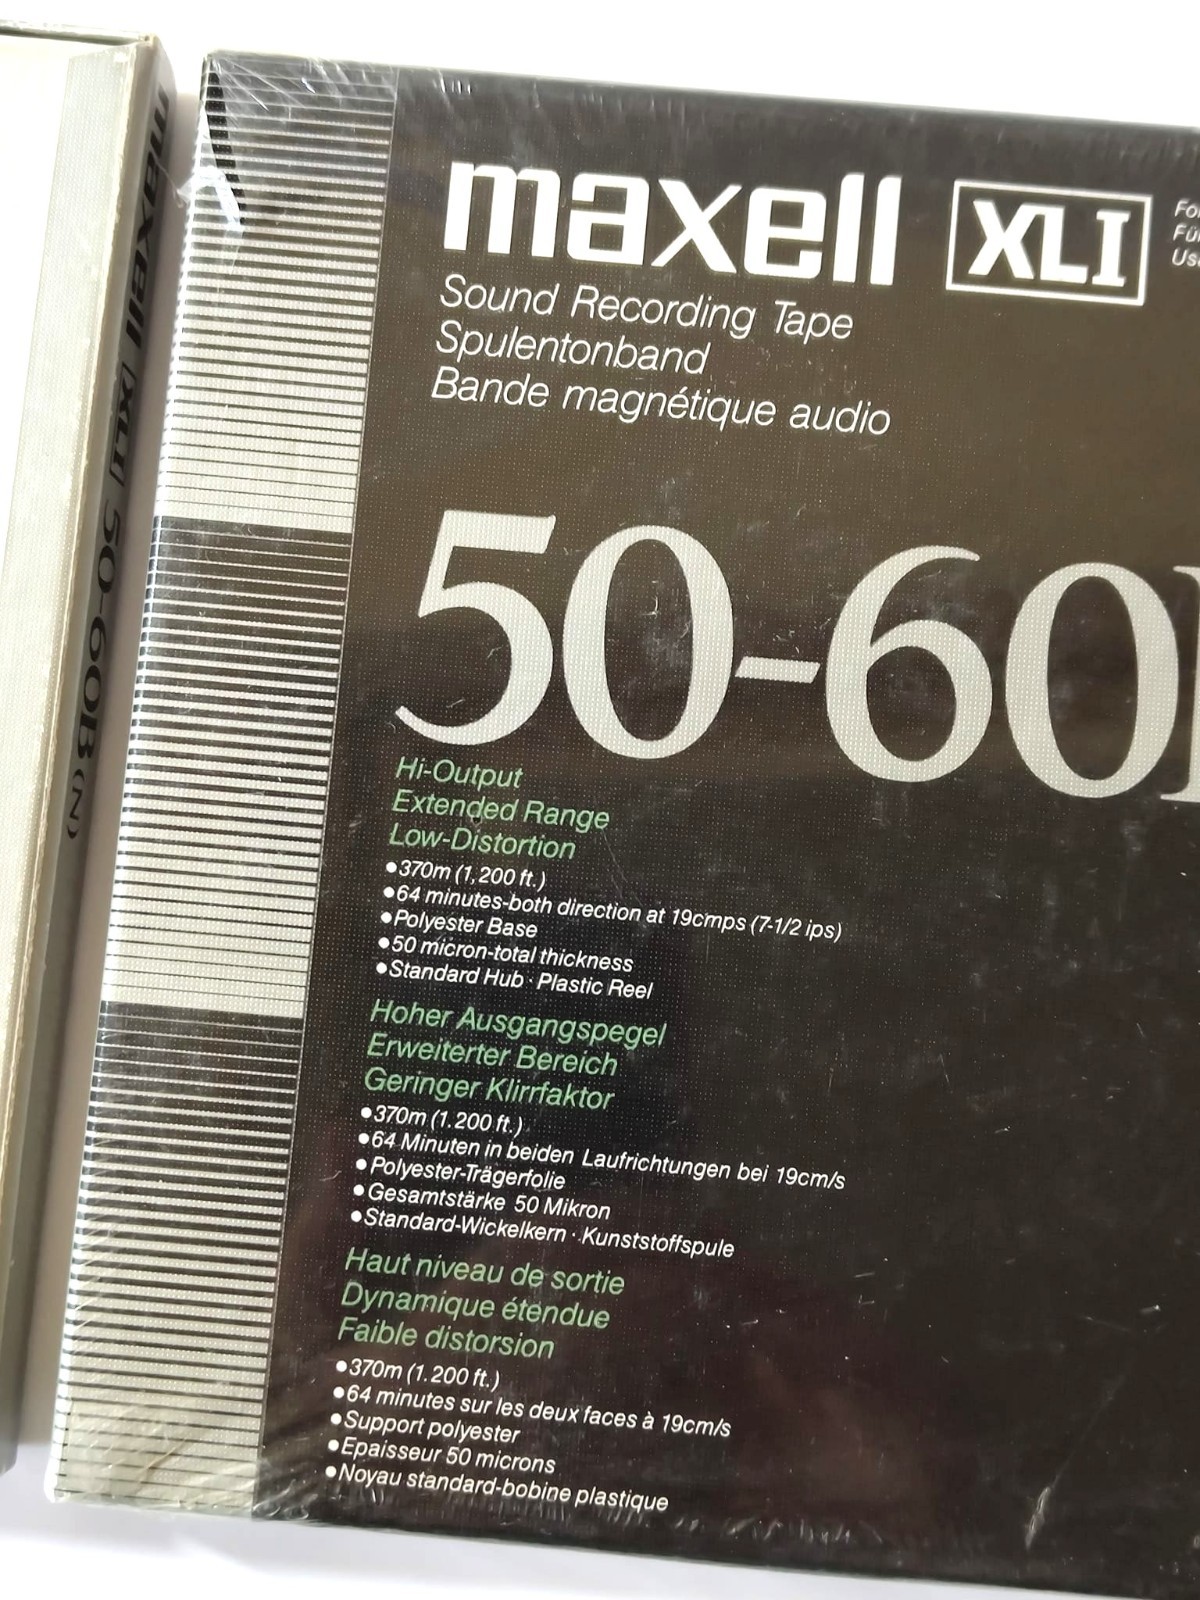 maxell XLI 50-60B(N)
maxell XLI
Sound Recording Tape
Spulentonband
Bande magnétique audio
50-60
Hi-Output
Extended Range
Low-Distortion
●370m (1,200 ft.)
●64 minutes-both direction at 19cmps (7-1/2 ips)
●Polyester Base
●50 micron-total thickness
●Standard Hub · Plastic Reel
Hoher Ausgangspegel
Erweiterter Bereich
Geringer Klirrfaktor
●370m (1.200 ft.)
●64 Minuten in beiden Laufrichtungen bei 19cm/s
●Polyester-Trägerfolie
●Gesamtstärke 50 Mikron
●Standard-Wickelkern · Kunststoffspule
Haut niveau de sortie
Dynamique étendue
Faible distorsion
●370m (1.200 ft.)
●64 minutes sur les deux faces à 19cm/s
●Support polyester
●Epaisseur 50 microns
●Noyau standard-bobine plastique